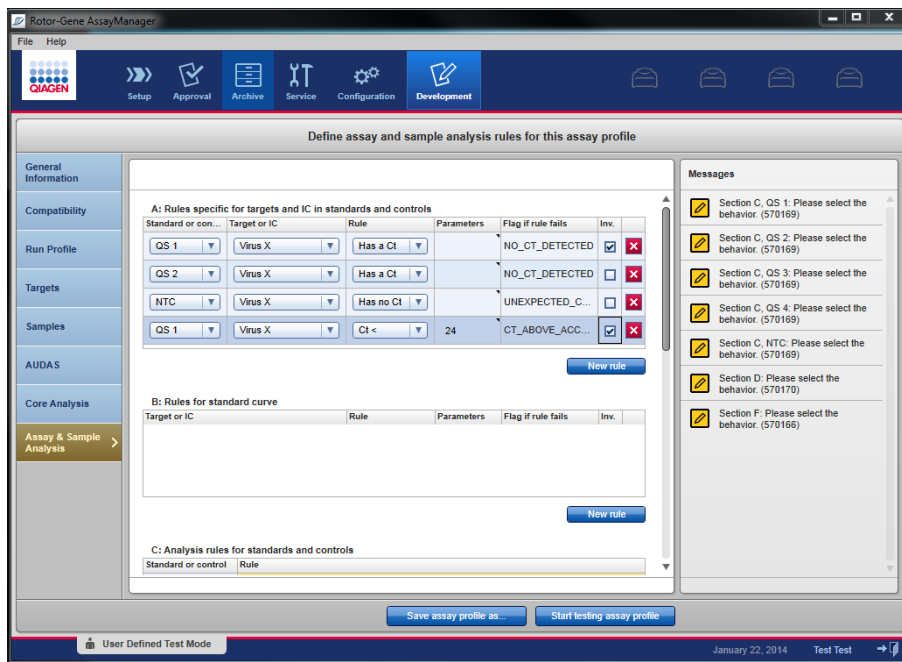 Rotor-Gene AssayManager
File Help
QIAGEN
Setup Approval Archive Service Configuration Development
Define assay and sample analysis rules for this assay profile
General
Information
Compatibility
Run Profile
Targets
Samples
AUDAS
Core Analysis
Assay & Sample
Analysis
A: Rules specific for targets and IC in standards and controls
Standard or con... Target or IC Rule Parameters Flag if rule fails Inv.
QS 1 Virus X Has a Ct NO_CT_DETECTED
QS 2 Virus X Has a Ct NO_CT_DETECTED
NTC Virus X Has no Ct UNEXPECTED_C...
QS 1 Virus X Ct < 24 CT_ABOVE_ACC...
New rule
B: Rules for standard curve
Target or IC Rule Parameters Flag if rule fails Inv.
New rule
C: Analysis rules for standards and controls
Standard or control Rule
Messages
Section C, QS 1: Please select the
behavior. (570169)
Section C, QS 2: Please select the
behavior. (570169)
Section C, QS 3: Please select the
behavior. (570169)
Section C, QS 4: Please select the
behavior. (570169)
Section C, NTC: Please select the
behavior. (570169)
Section D: Please select the
behavior. (570170)
Section F: Please select the
behavior. (570166)
Save assay profile as... Start testing assay profile
User Defined Test Mode
January 22, 2014 Test Test